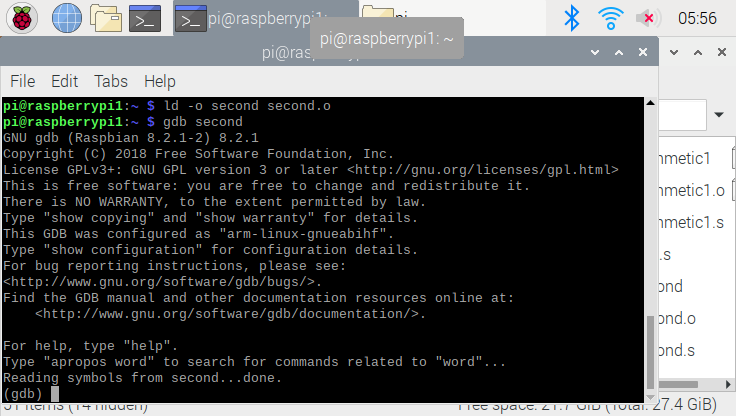 pi@raspberrypi1:
pi
05:56
pi@raspberrypi1: ~
File Edit Tabs Help
pi@raspberrypi1:~ $ ld -o second second.o
pi@raspberrypi1:~ $ gdb second
GNU gdb (Raspbian 8.2.1-2) 8.2.1
Copyright (C) 2018 Free Software Foundation, Inc.
License GPLv3+: GNU GPL version 3 or later <http://gnu.org/licenses/gpl.html>
This is free software: you are free to change and redistribute it.
There is NO WARRANTY, to the extent permitted by law.
Type "show copying" and "show warranty" for details.
This GDB was configured as "arm-linux-gnueabihf".
Type "show configuration" for configuration details.
For bug reporting instructions, please see:
<http://www.gnu.org/software/gdb/bugs/>.
Find the GDB manual and other documentation resources online at:
<http://www.gnu.org/software/gdb/documentation/>.
For help, type "help".
Type "apropos word" to search for commands related to "word"...
Reading symbols from second...done.
(gdb)
nmetic1
nmetic1.o
nmetic1.s
.s
ond
ond.o
ond.s
51 items (14 hidden)
Free space: 21.7 GiB (Total: 27.4 GiB)